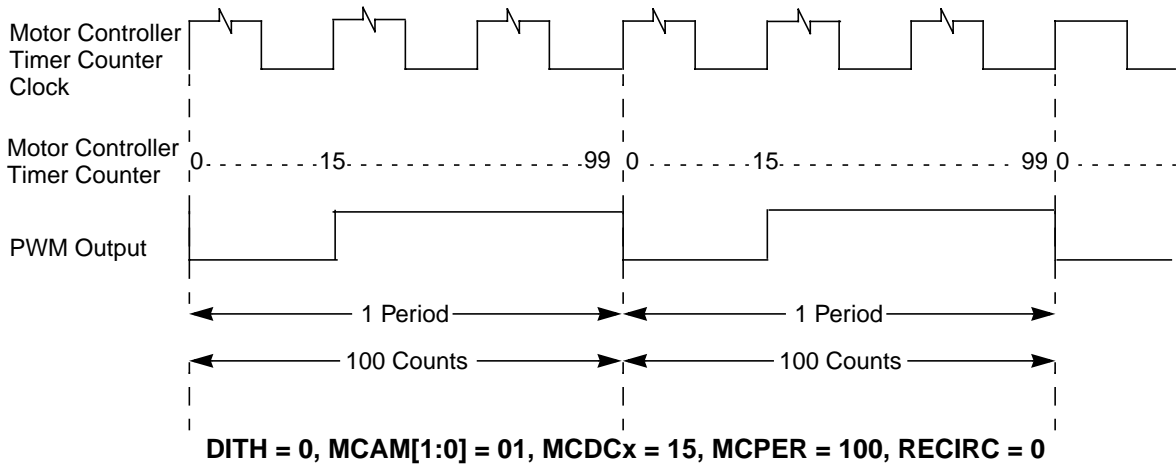 Motor Controller
Timer Counter
Clock
Motor Controller
Timer Counter
0 15 99 0 15 99 0
PWM Output
1 Period 1 Period
100 Counts 100 Counts
DITH = 0, MCAM[1:0] = 01, MCDCx = 15, MCPER = 100, RECIRC = 0